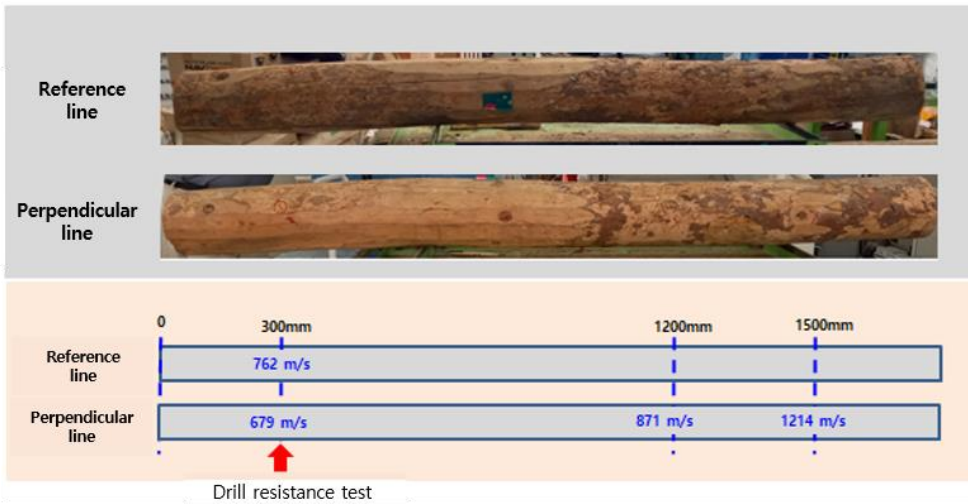 Reference
line
Perpendicular
line
0
300mm
1200mm
1500mm
Reference
line
762 m/s
Perpendicular
line
679 m/s
871 m/s
1214 m/s
Drill resistance test